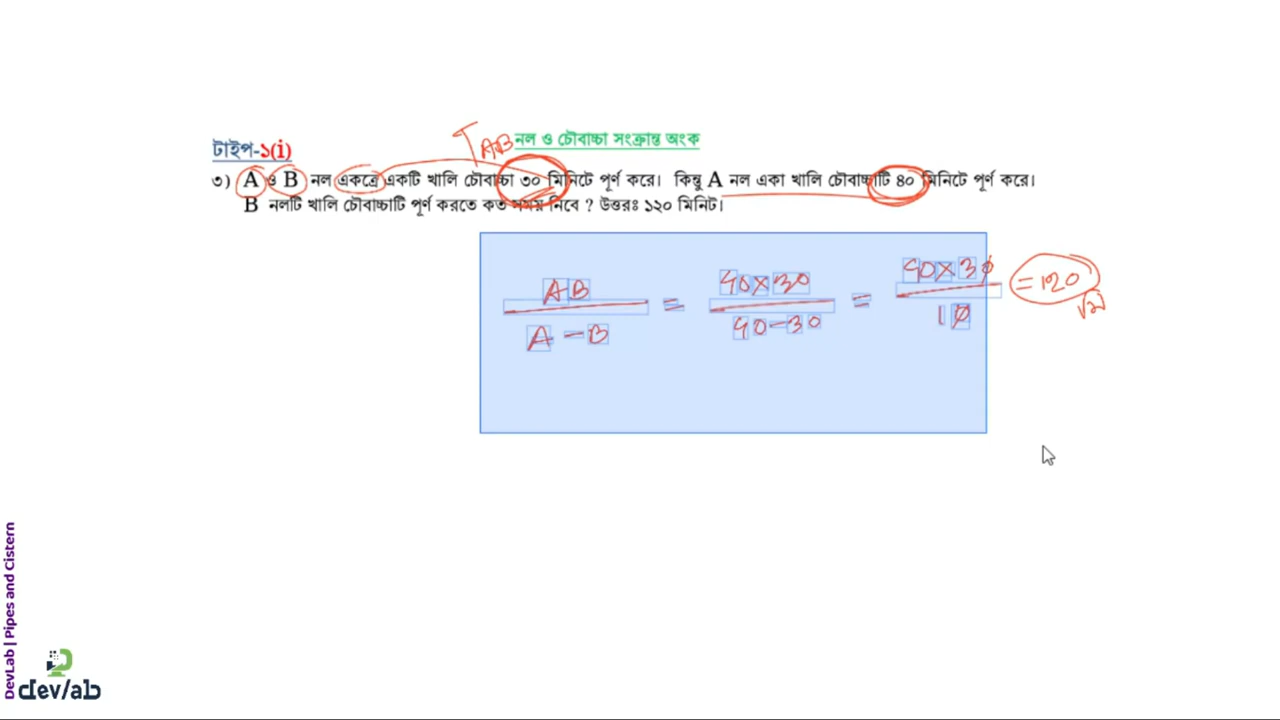 নল ও চৌবাচ্চা সংক্রান্ত অংক
টাইপ-১(i)
AB
৩) A ও B নল একত্রে একটি খালি চৌবাচ্চা ৩০ মিনিটে পূর্ণ করে। কিন্তু A নল একা খালি চৌবাচ্চাটি ৪০ মিনিটে পূর্ণ করে।
B নলটি খালি চৌবাচ্চাটি পূর্ণ করতে কত সময় নিবে ? উত্তরঃ ১২০ মিনিট।
AB / A - B = 40×30 / 40-30 = 40×30 / 10 = 120
DevLab | Pipes and Cistern
dev/ab